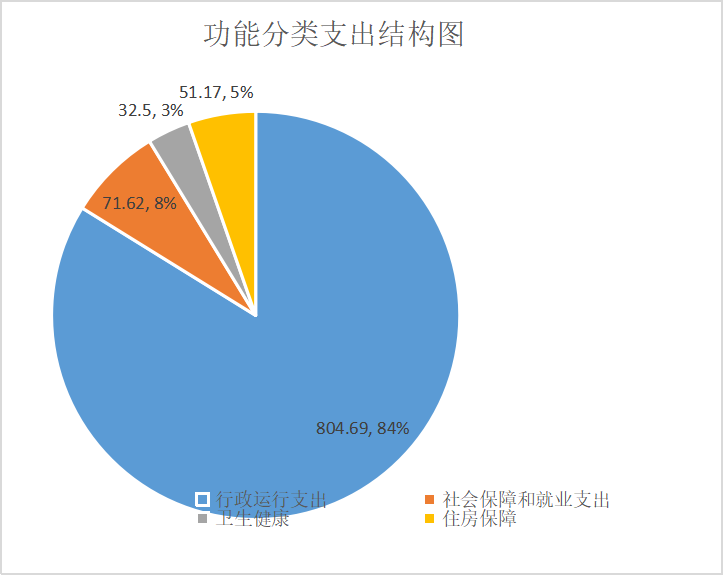 功能分类支出结构图
51.17, 5%
32.5, 3%
71.62, 8%
804.69, 84%
行政运行支出
社会保障和就业支出
卫生健康
住房保障